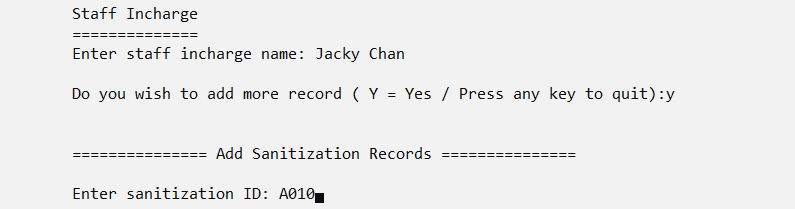 Staff Incharge
==============
Enter staff incharge name: Jacky Chan
Do you wish to add more record ( Y = Yes / Press any key to quit):y
=============== Add Sanitization Records ===============
Enter sanitization ID: A010